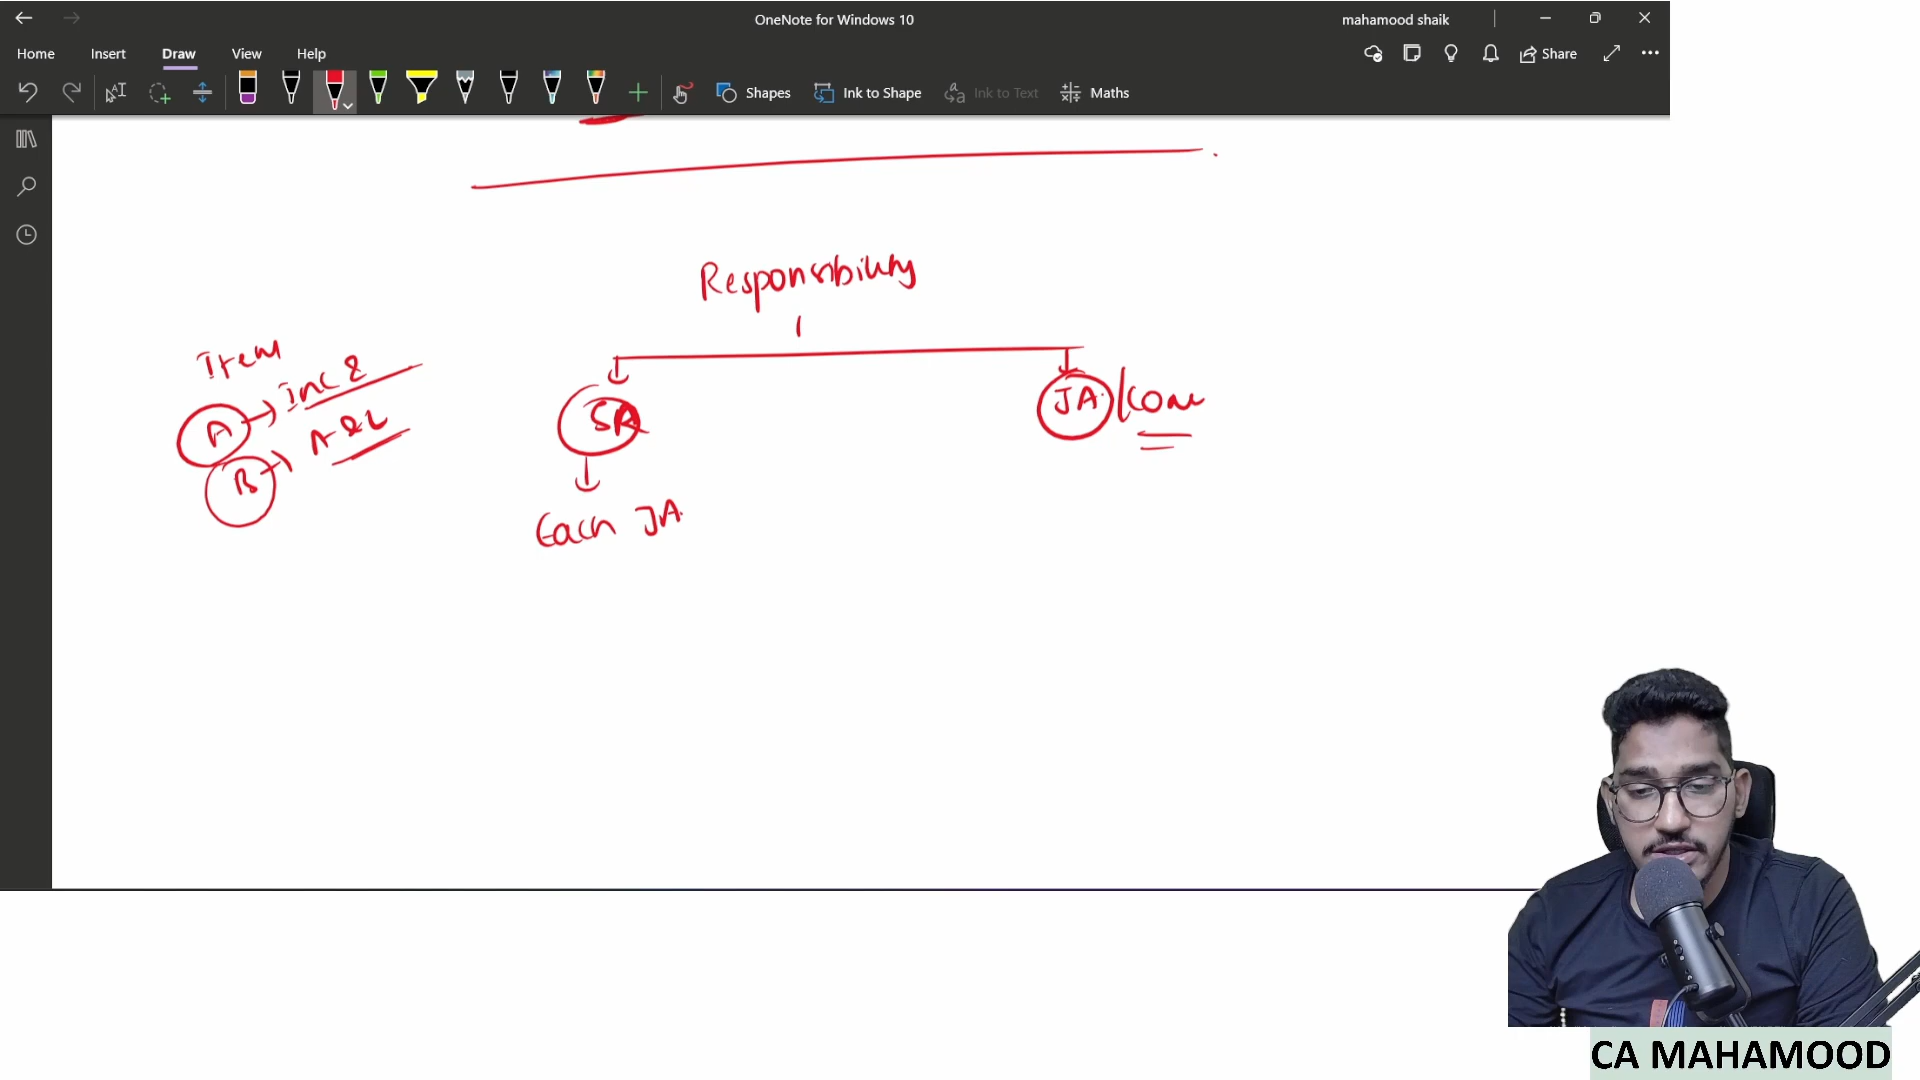 OneNote for Windows 10
mahamood shaik
Home Insert Draw View Help
Share
Shapes Ink to Shape Ink to Text Maths
Responsibility
Item
A → Inc &
B → A & L
SA
JA /
Each JA
CA MAHAMOOD